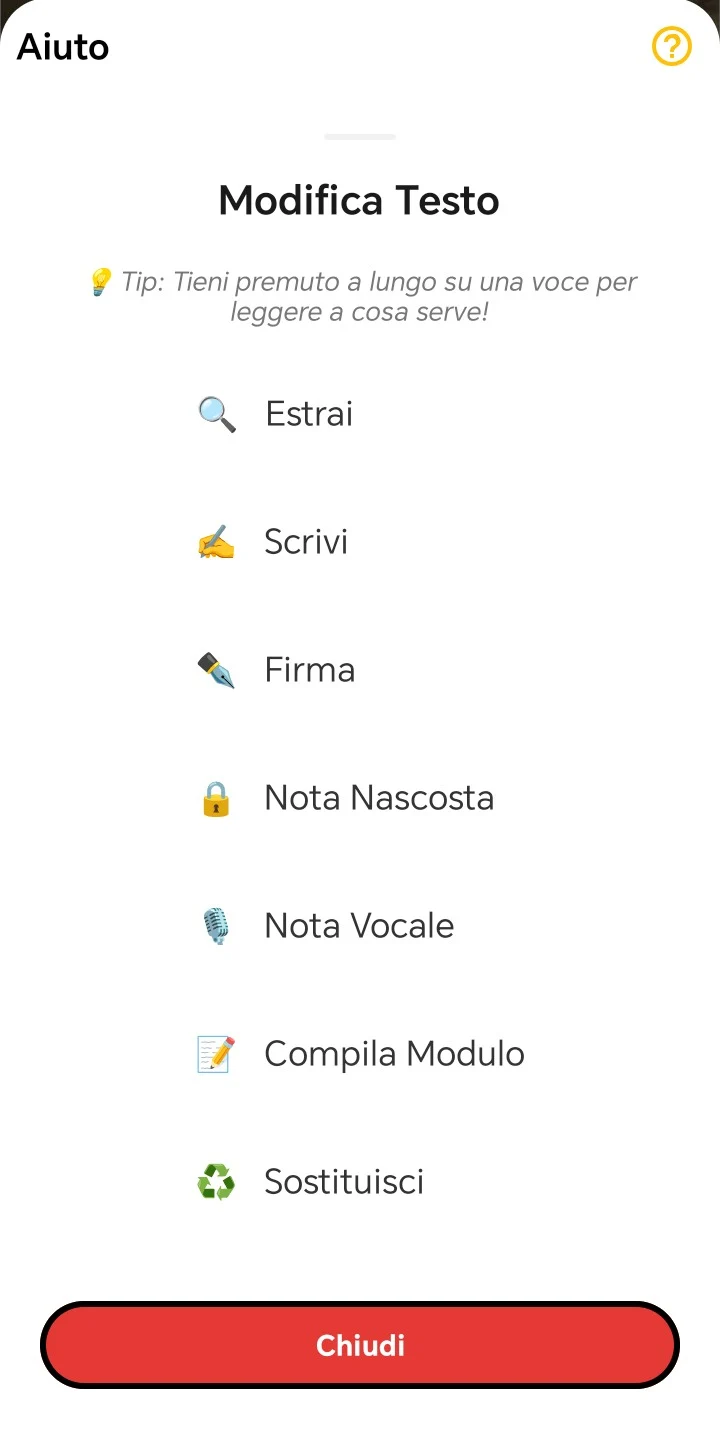 Aiuto
Modifica Testo
💡 Tip: Tieni premuto a lungo su una voce per
leggere a cosa serve!
🔍 Estrai
✍️ Scrivi
✒️ Firma
🔒 Nota Nascosta
🎙️ Nota Vocale
📝 Compila Modulo
♻️ Sostituisci
Chiudi